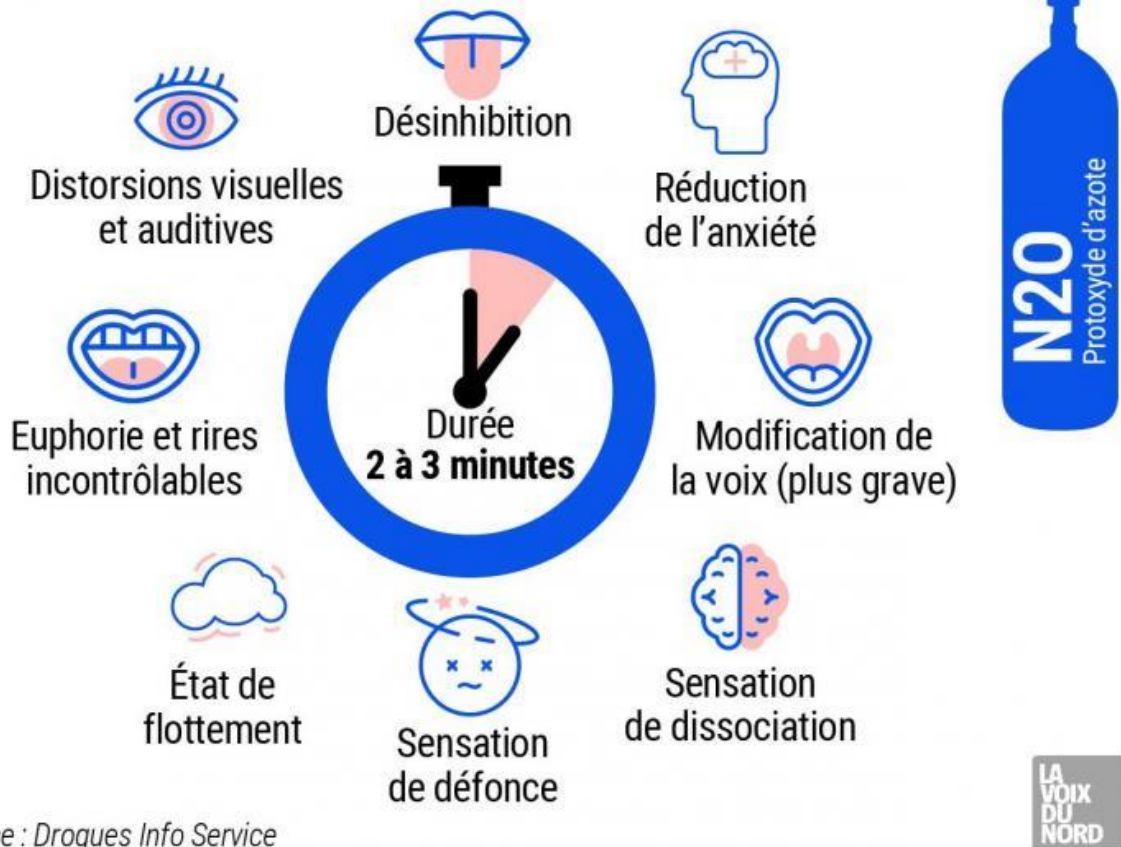 Désinhibition
Distorsions visuelles
et auditives
Réduction
de l'anxiété
N2O
Protoxyde d'azote
Euphorie et rires
incontrôlables
Durée
2 à 3 minutes
Modification de
la voix (plus grave)
État de
flottement
Sensation
de défonce
Sensation
de dissociation
: Drogues Info Service
LA
VOIX
DU
NORD